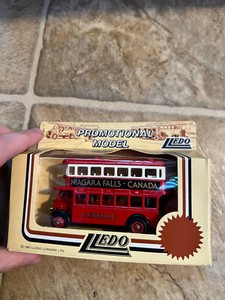 PROMOTIONAL
MODEL
LLEDO
NIAGARA FALLS - CANADA
LLEDO